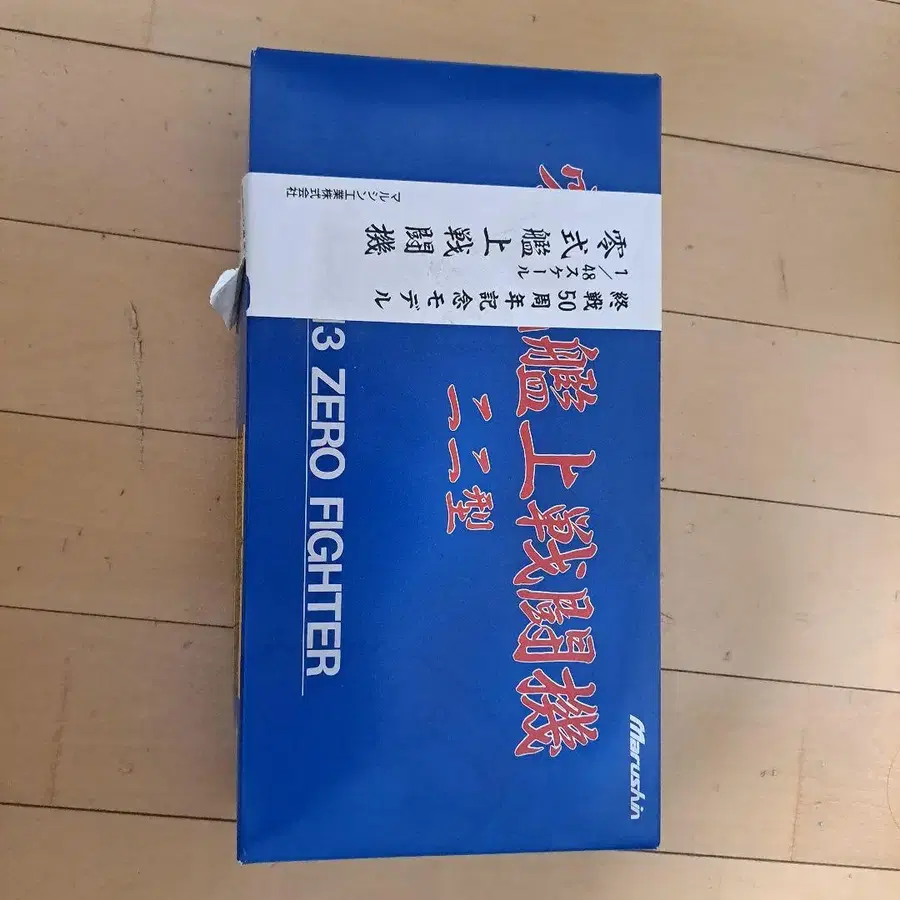 終戦50周年記念モデル
1/48スケール
零式艦上戦闘機
マルシン工業株式会社
艦上戦闘機
二二型
3 ZERO FIGHTER
Marushin